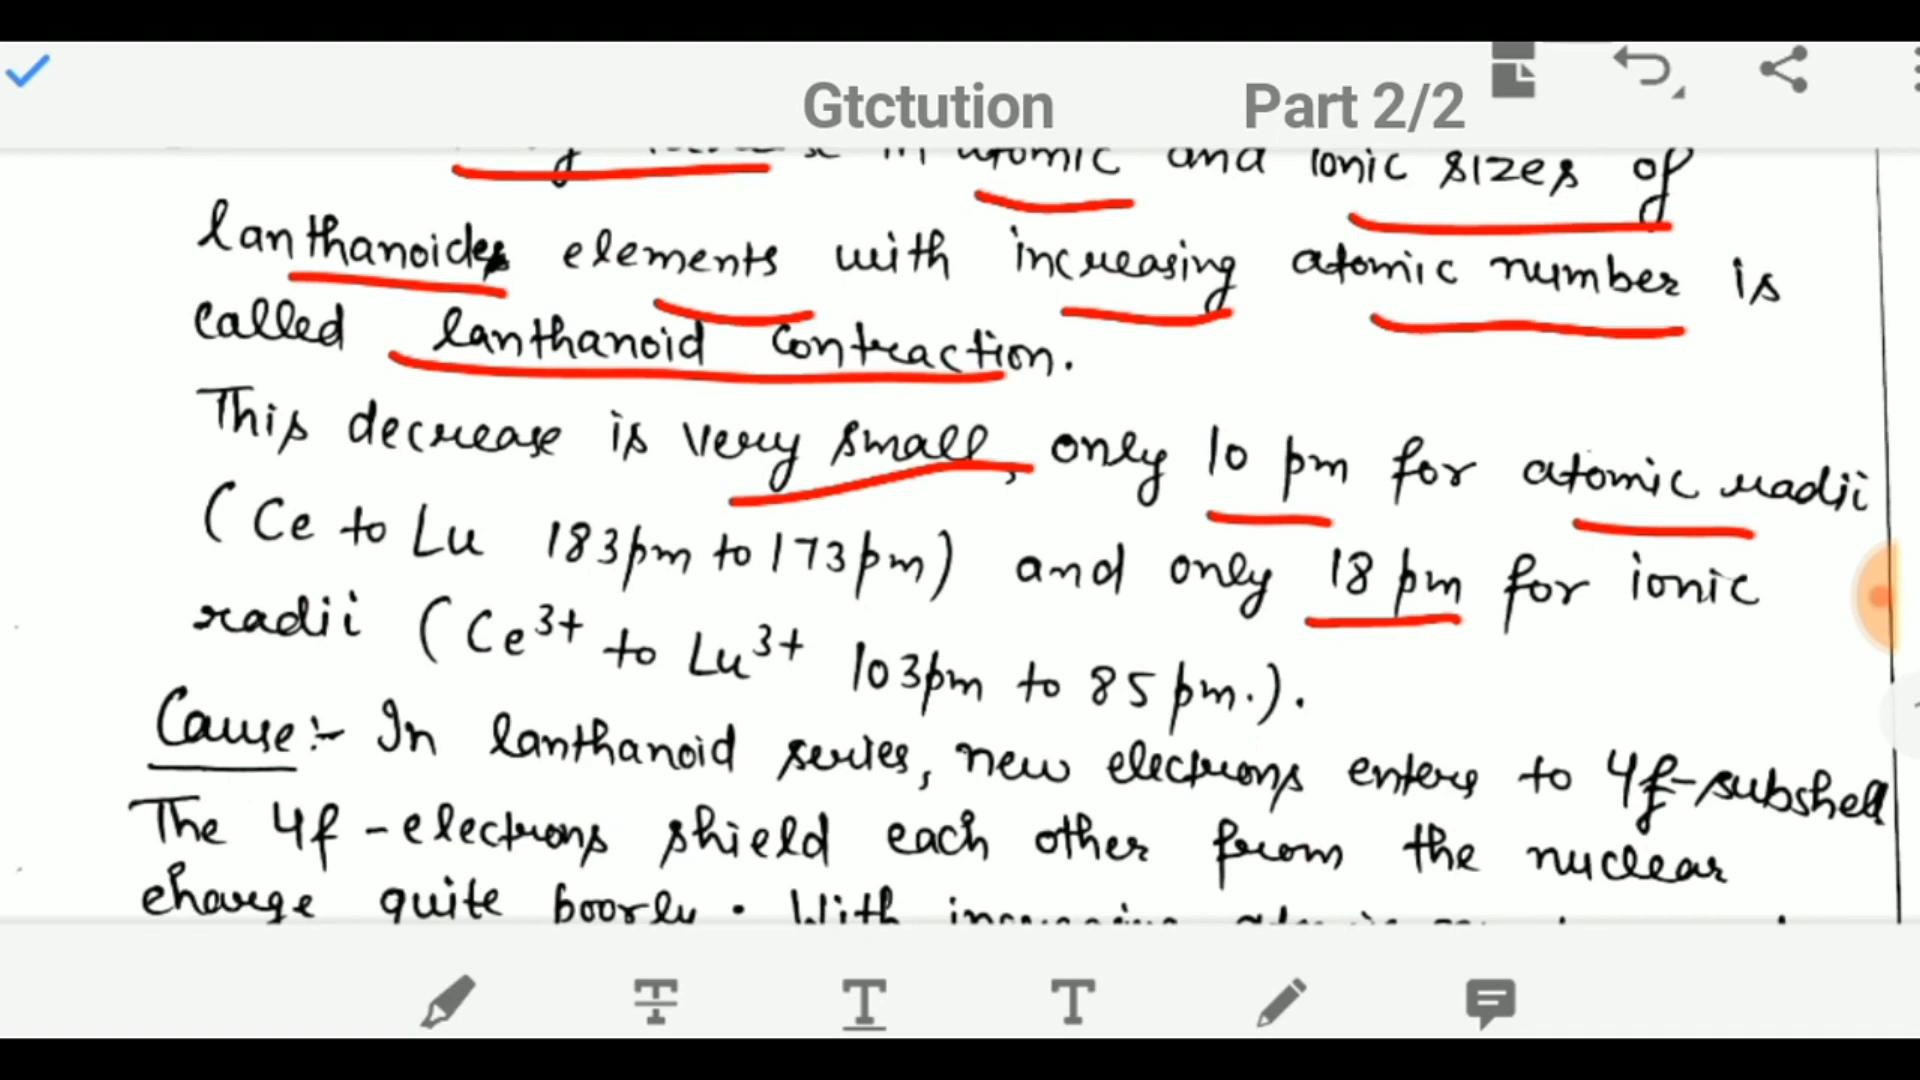 Gtctution Part 2/2
in atomic and ionic sizes of
lanthanoides elements with increasing atomic number is
called lanthanoid contraction.
This decrease is very small, only 10 pm for atomic radii
(Ce to Lu 183pm to 173pm) and only 18 pm for ionic
radii (Ce³⁺ to Lu³⁺ 103pm to 85 pm.).
Cause:- In lanthanoid series, new electrons enters to 4f-subshell
The 4f-electrons shield each other from the nuclear
charge quite poorly. With increasing